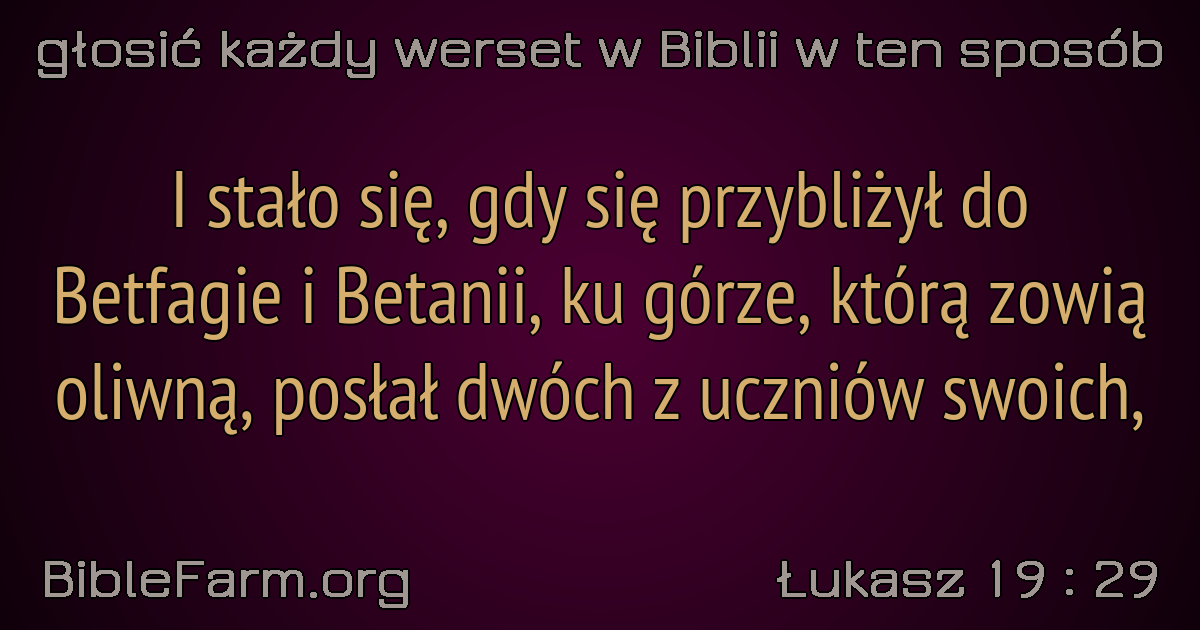 głosić każdy werset w Biblii w ten sposób
I stało się, gdy się przybliżył do
Betfagie i Betanii, ku górze, którą zowią
oliwną, posłał dwóch z uczniów swoich,
BibleFarm.org
Łukasz 19 : 29